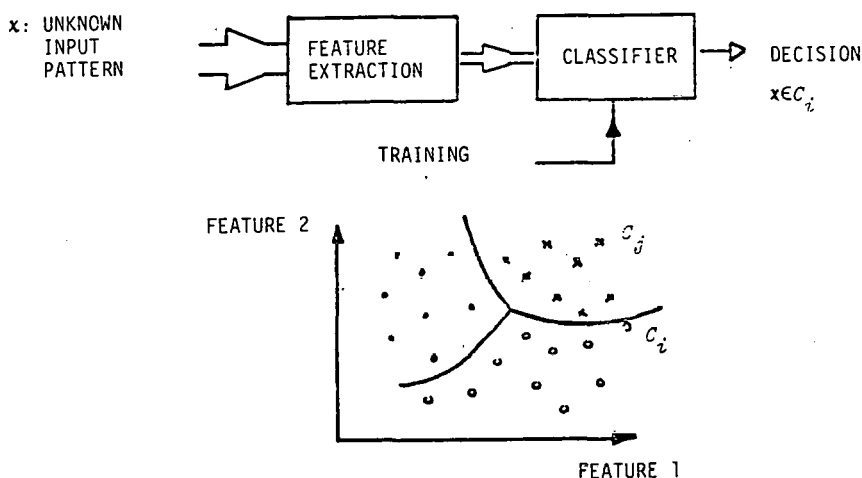 x: UNKNOWN
INPUT
PATTERN
FEATURE
EXTRACTION
CLASSIFIER
DECISION
x∈C_i
TRAINING
FEATURE 2
C_j
C_i
FEATURE 1